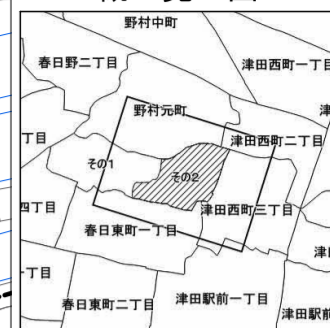 野村中町
春日野二丁目
津田西町一丁目
野村元町
津
丁目
津田西町二丁目
その1
その2
四丁目
津田西町三丁目
春日東町一丁目
津田
一丁目
春日東町二丁目
津田駅前一丁目
津田駅前